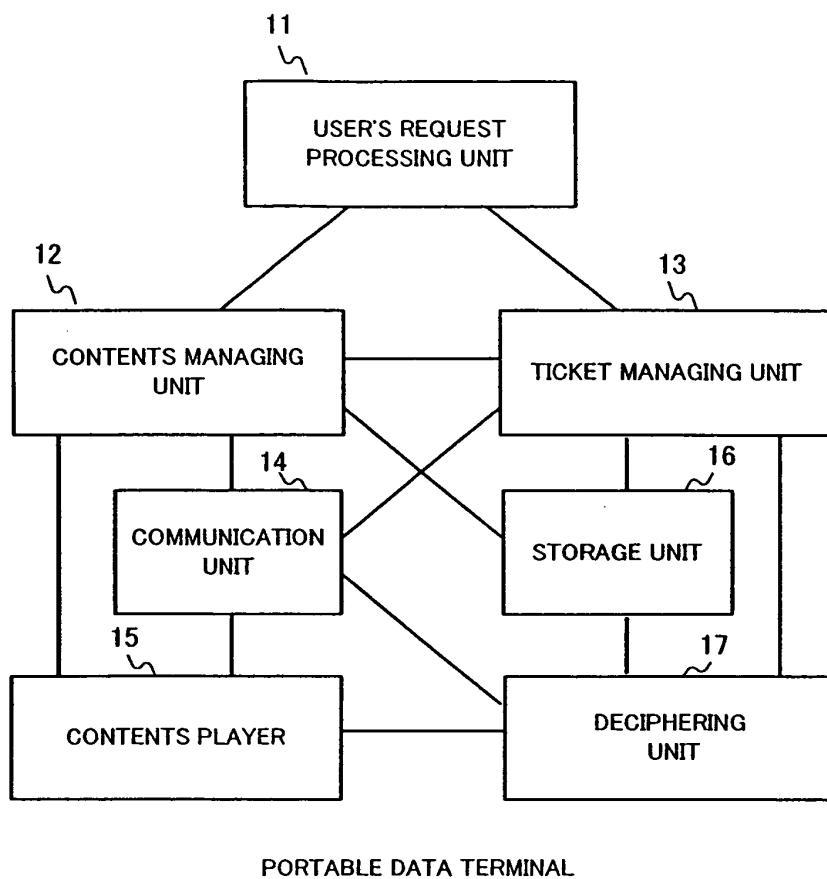 11
USER'S REQUEST
PROCESSING UNIT
12
13
CONTENTS MANAGING
UNIT
TICKET MANAGING UNIT
14
16
COMMUNICATION
UNIT
STORAGE UNIT
15
17
CONTENTS PLAYER
DECIPHERING
UNIT
PORTABLE DATA TERMINAL